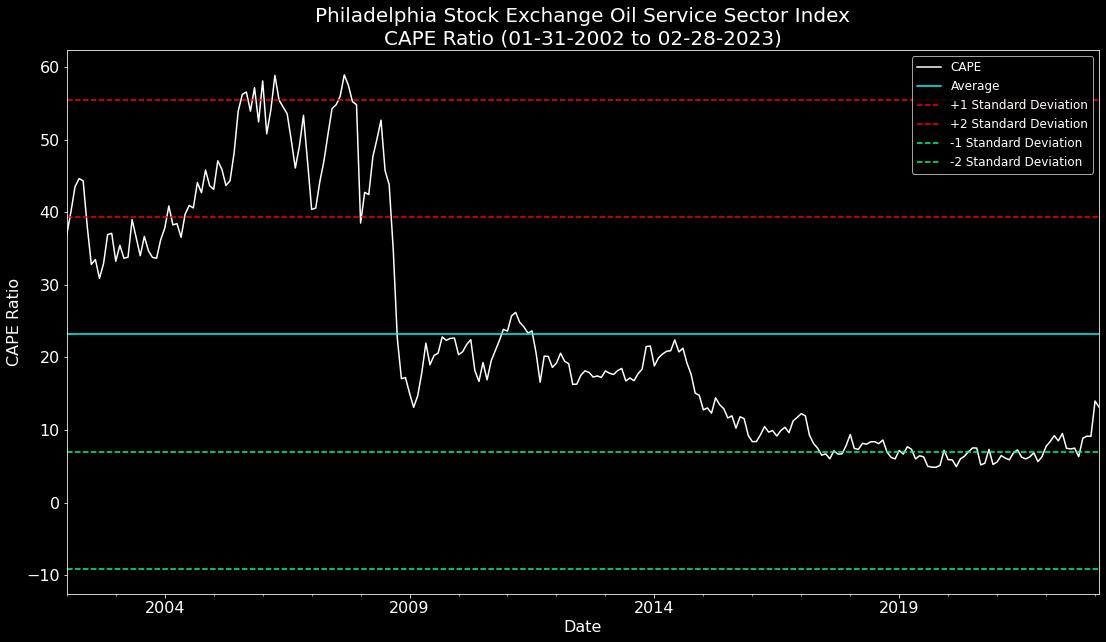 Philadelphia Stock Exchange Oil Service Sector Index
CAPE Ratio (01-31-2002 to 02-28-2023)
CAPE
Average
+1 Standard Deviation
+2 Standard Deviation
-1 Standard Deviation
-2 Standard Deviation
CAPE Ratio
60
50
40
30
20
10
0
−10
2004
2009
2014
2019
Date